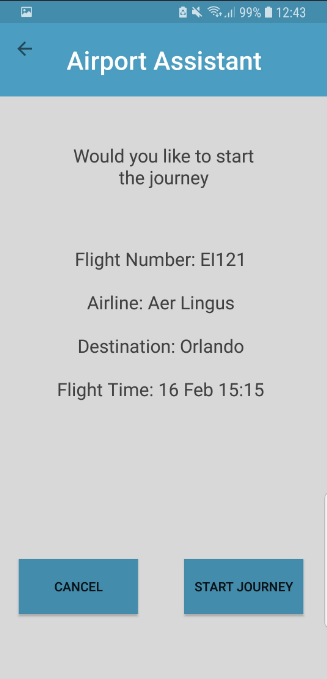 99% 12:43
Airport Assistant
Would you like to start
the journey
Flight Number: EI121
Airline: Aer Lingus
Destination: Orlando
Flight Time: 16 Feb 15:15
CANCEL
START JOURNEY